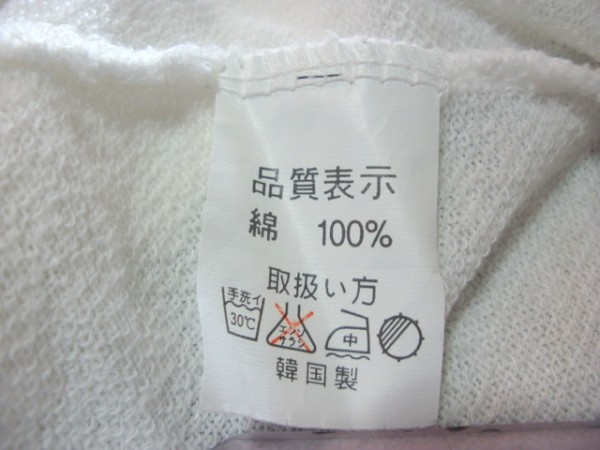 品質表示
綿 100%
取扱い方
手洗イ
30℃
エンソ
サラシ
中
韓国製